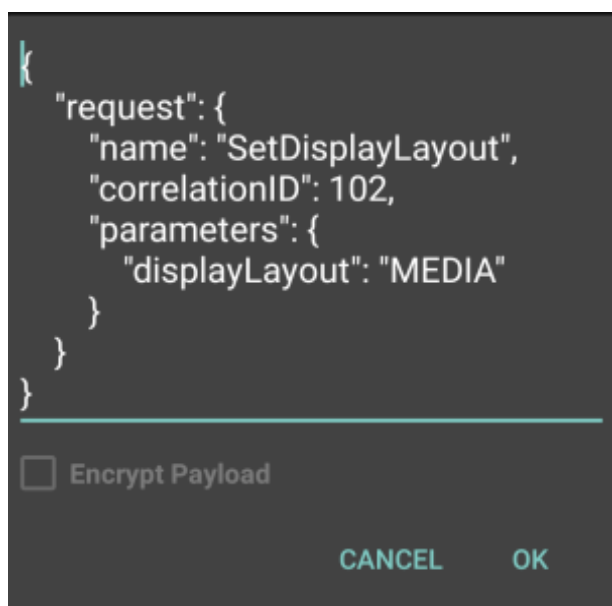 {
"request": {
"name": "SetDisplayLayout",
"correlationID": 102,
"parameters": {
"displayLayout": "MEDIA"
}
}
}
Encrypt Payload
CANCEL OK